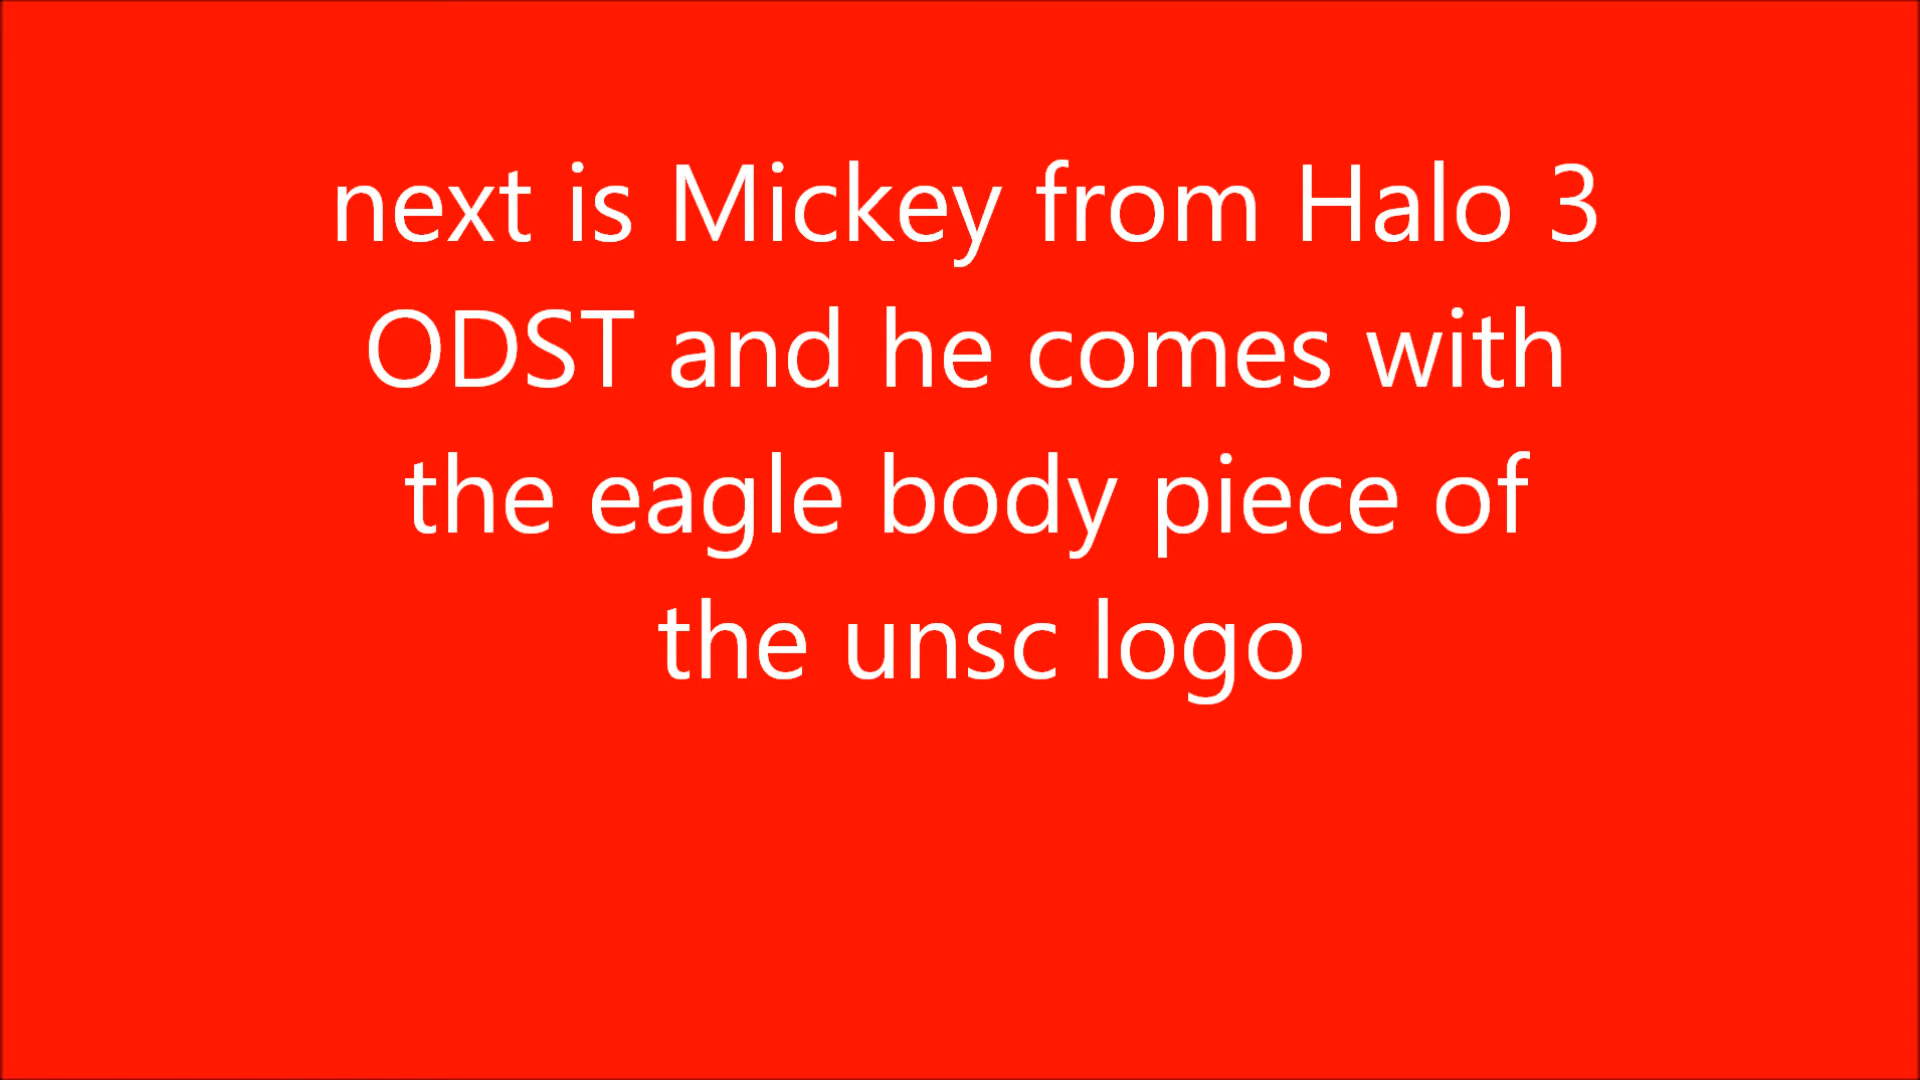 next is Mickey from Halo 3
ODST and he comes with
the eagle body piece of
the unsc logo